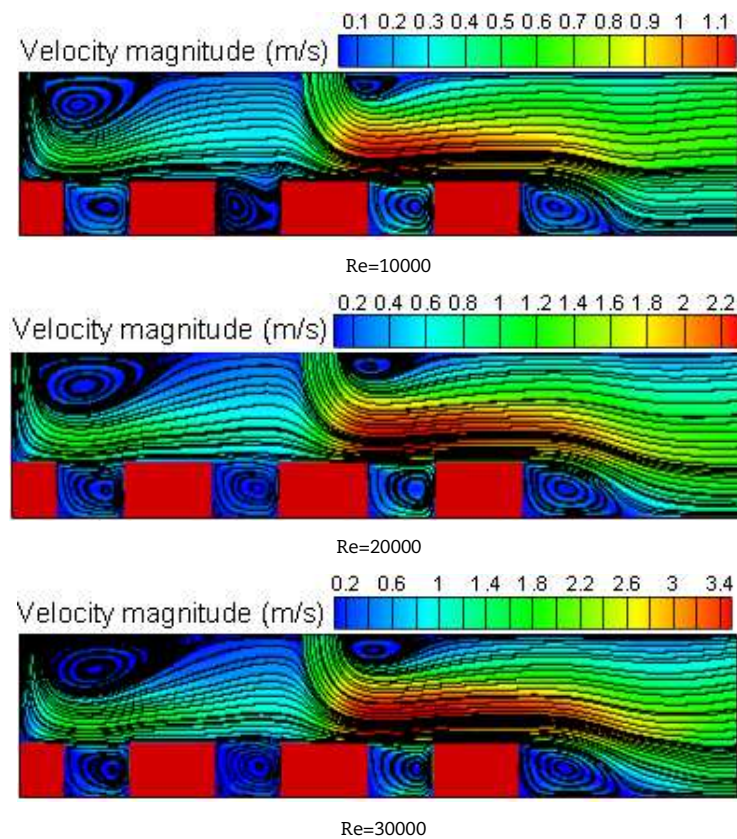 0.1 0.2 0.3 0.4 0.5 0.6 0.7 0.8 0.9 1 1.1
Velocity magnitude (m/s)
Re=10000
0.2 0.4 0.6 0.8 1 1.2 1.4 1.6 1.8 2 2.2
Velocity magnitude (m/s)
Re=20000
0.2 0.6 1 1.4 1.8 2.2 2.6 3 3.4
Velocity magnitude (m/s)
Re=30000